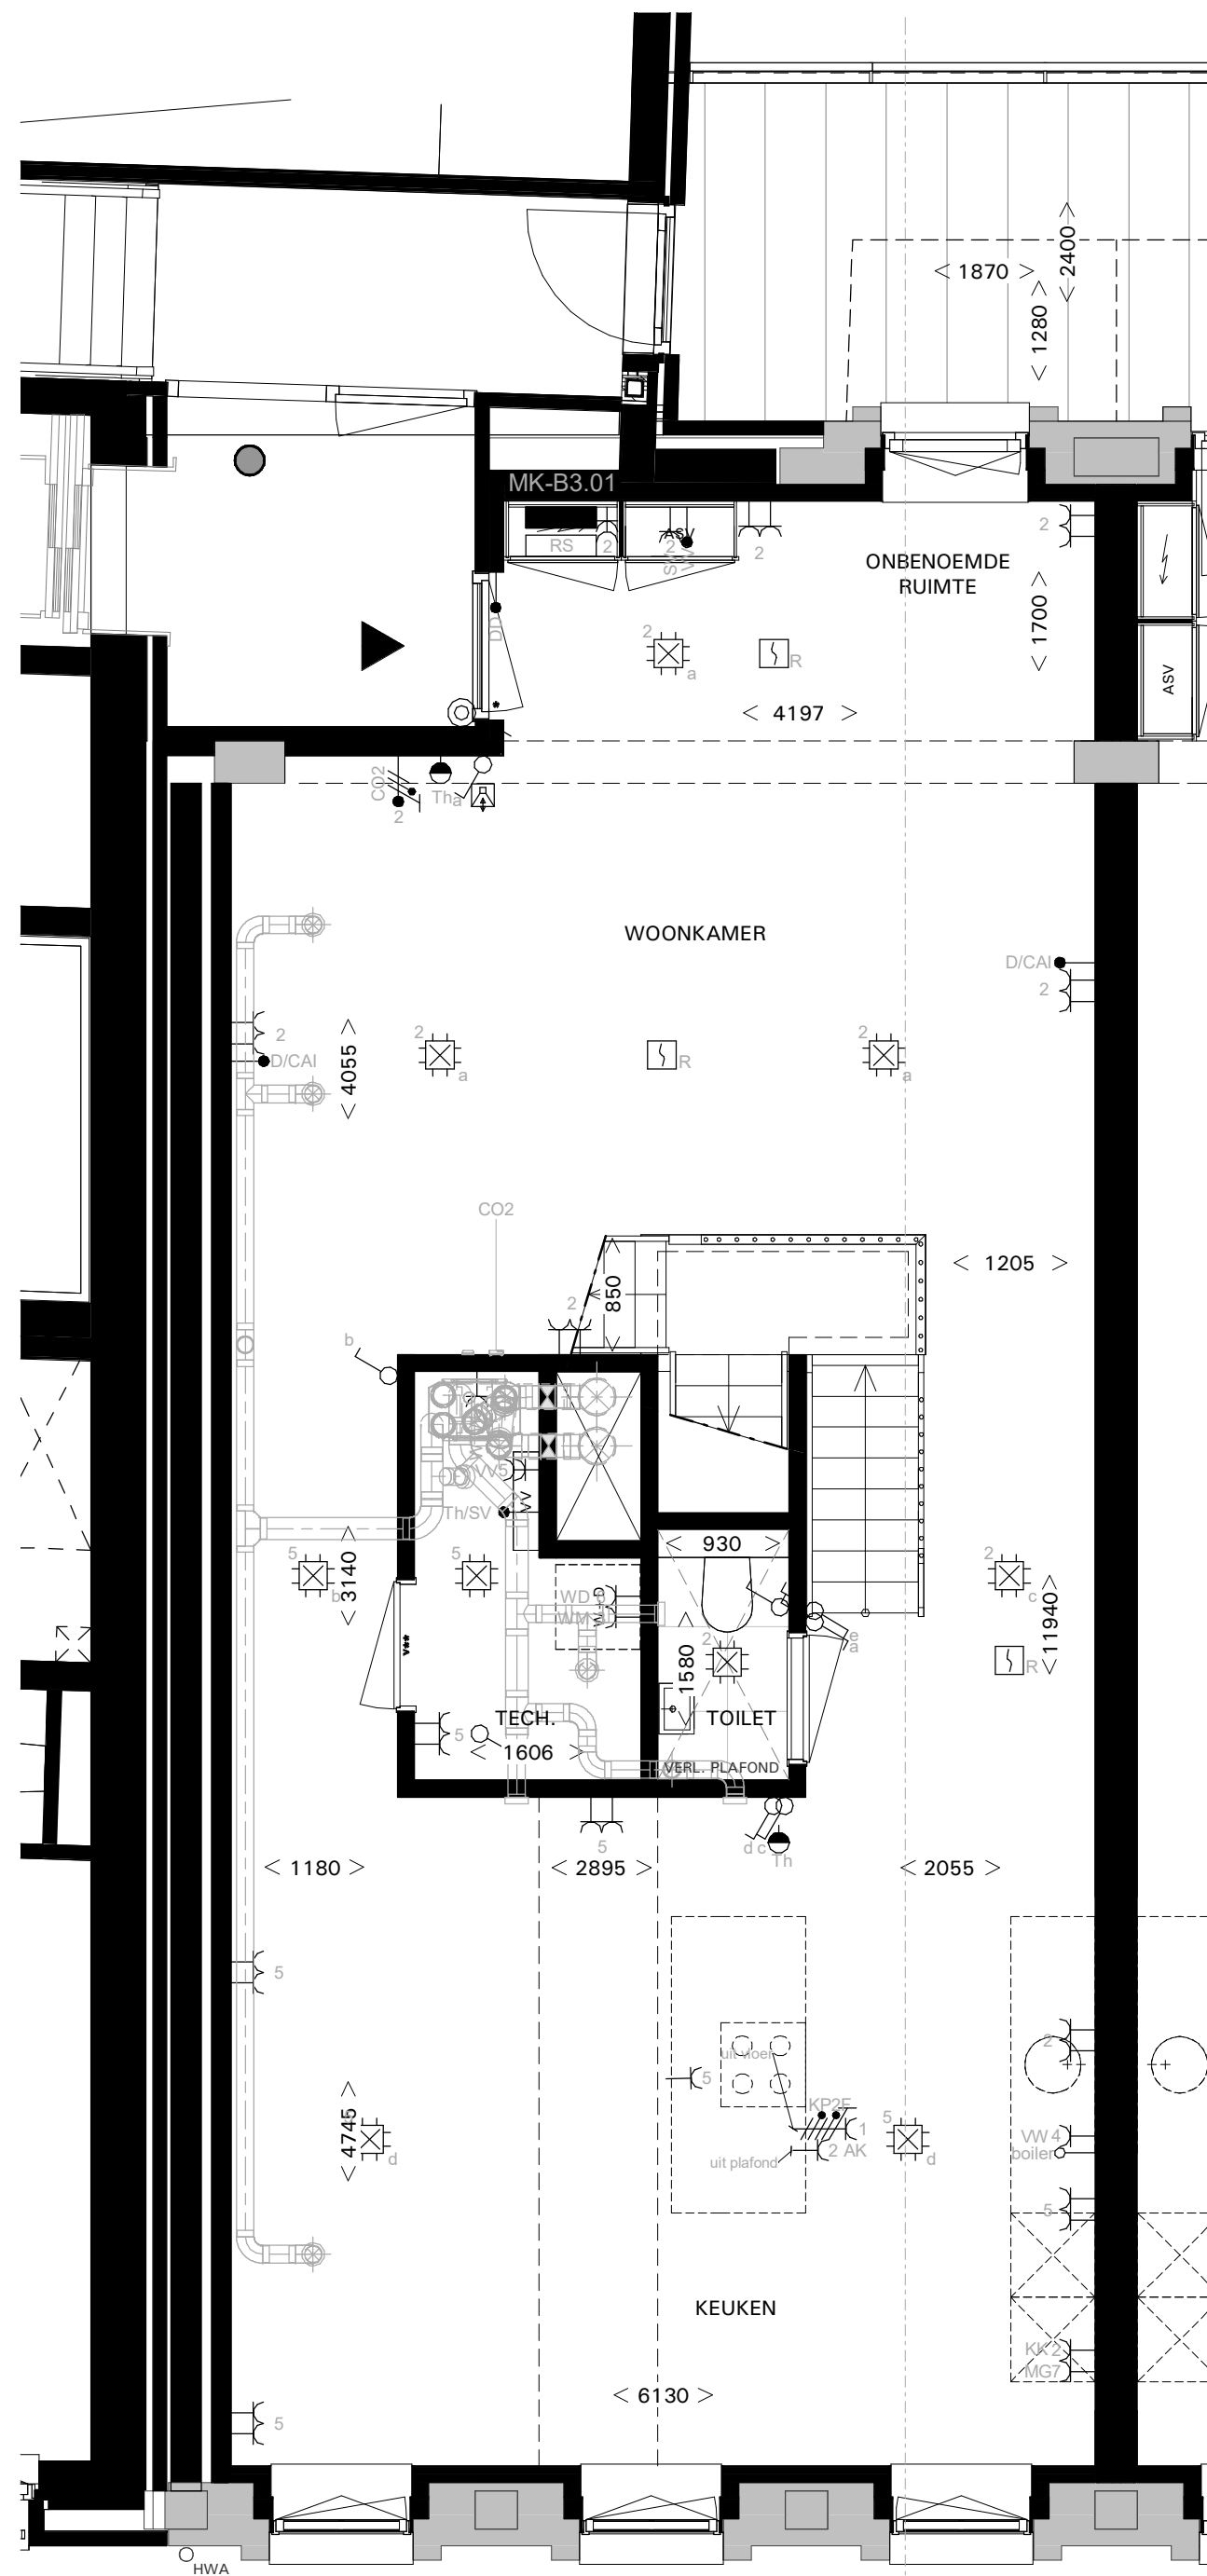 < 1870 >
< 2400 >
< 1280 >
MK-B3.01
RS
2
ASV
2
2
2
ONBENOEMDE
RUIMTE
< 1700 >
DD
2
a
R
ASV
< 4197 >
CO2
2
Th
a
WOONKAMER
D/CAI
2
2
D/CAI
< 4055 >
2
a
R
2
a
CO2
< 1205 >
< 850 >
2
b
Th/SV
< 930 >
5
b
< 3140 >
5
WD
WM
2
c
< 11940 >
R
e
a
2
< 1580 >
TECH.
5
< 1606 >
TOILET
VERL. PLAFOND
5
d c
Th
< 1180 >
< 2895 >
< 2055 >
5
uit vloer
5
2
KP2F
1
2 AK
uit plafond
5
d
VW 4
boiler
< 4745 >
d
5
KEUKEN
KK 2
MG7
< 6130 >
5
HWA